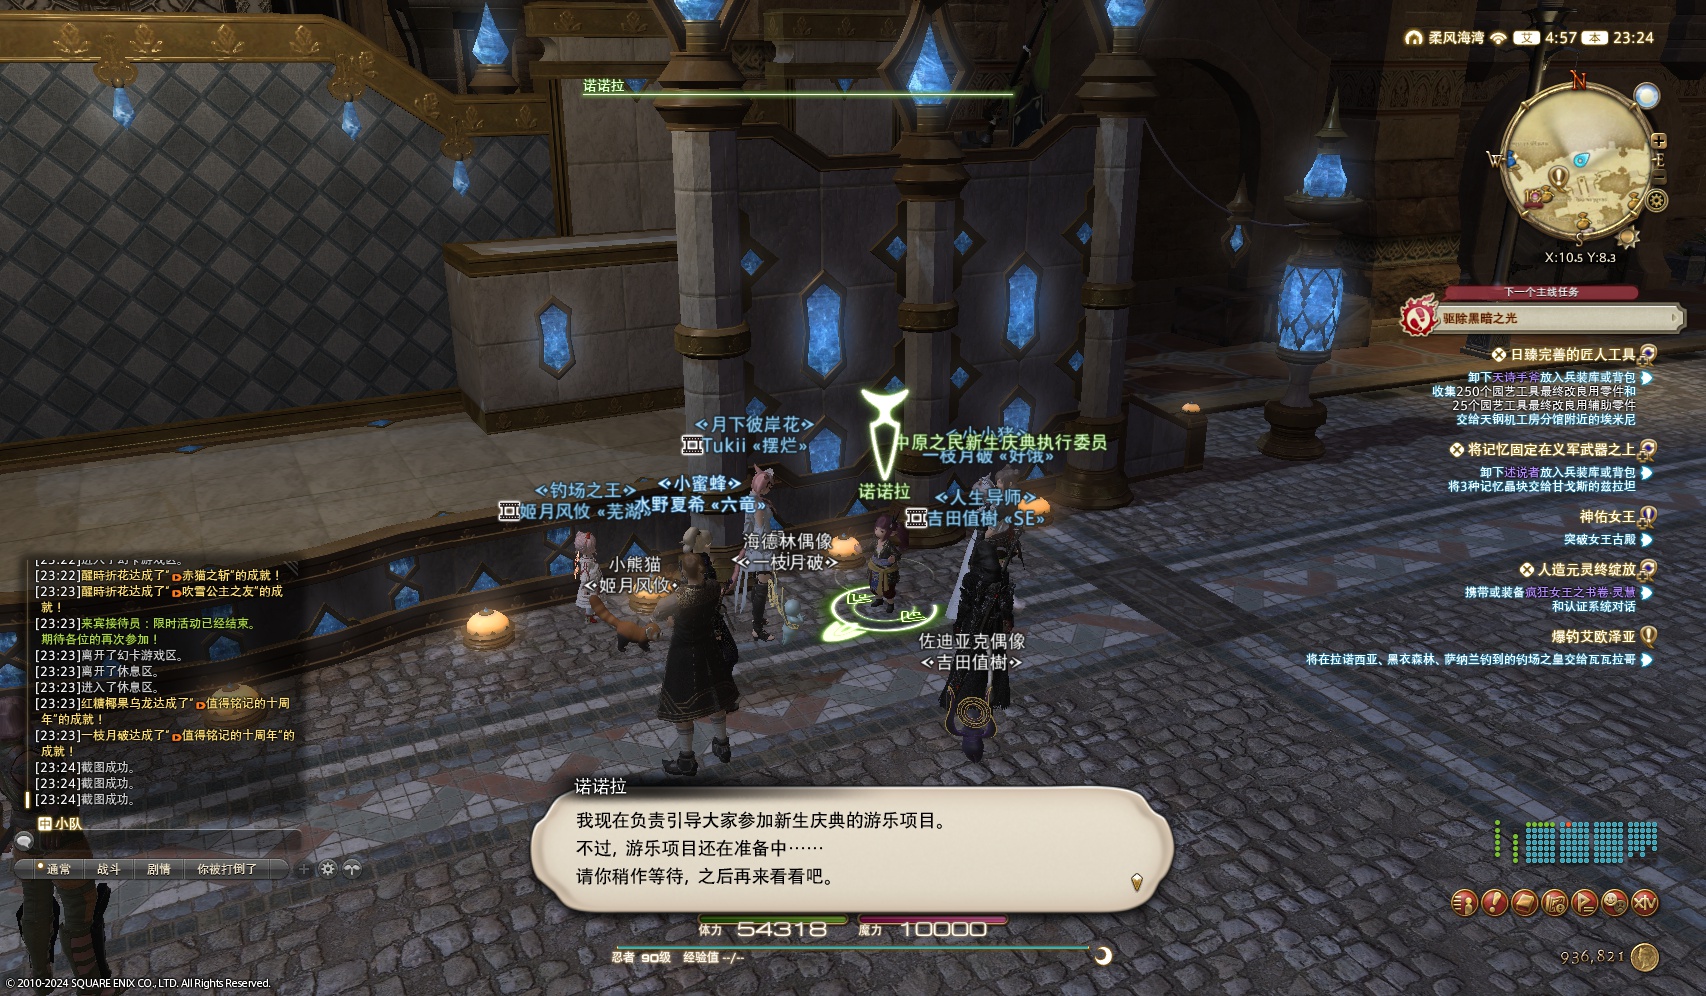 诺诺拉
柔风海湾 艾 4:57 本 23:24
N
W
E
S
X:10.5 Y:8.3
下一个主线任务
驱除黑暗之光
日臻完善的匠人工具
卸下天诗手斧放入兵装库或背包
收集250个园艺工具最终改良用零件和
25个园艺工具最终改良用辅助零件
交给天钢机工房分馆附近的埃米尼
将记忆固定在义军武器之上
卸下述说者放入兵装库或背包
将3种记忆晶块交给甘戈斯的兹拉坦
神佑女王
突破女王古殿
人造元灵终绽放
携带或装备疯狂女王之书卷·灵慧
和认证系统对话
爆钓艾欧泽亚
将在拉诺西亚、黑衣森林、萨纳兰钓到的钓场之皇交给瓦瓦拉哥
<月下彼岸花>
Tukii «摆烂»
中原之民新生庆典执行委员
一枝月破 «好饿»
诺诺拉
<小蜜蜂>
水野夏希 «六竜»
<钓场之王>
姬月风攸 «芜湖»
<人生导师>
吉田值樹 «SE»
海德林偶像
<一枝月破>
小熊猫
<姬月风攸>
佐迪亚克偶像
<吉田值樹>
[23:22]进入了幻卡游戏区。
[23:22]醒時折花达成了“赤猫之斩”的成就！
[23:23]醒時折花达成了“吹雪公主之友”的成
就！
[23:23]来宾接待员：限时活动已经结束。
期待各位的再次参加！
[23:23]离开了幻卡游戏区。
[23:23]离开了休息区。
[23:23]进入了休息区。
[23:23]红糖椰果乌龙达成了“值得铭记的十周
年”的成就！
[23:23]一枝月破达成了“值得铭记的十周年”的
成就！
[23:24]截图成功。
[23:24]截图成功。
[23:24]截图成功。
小队
通常 战斗 剧情 你被打倒了
诺诺拉
我现在负责引导大家参加新生庆典的游乐项目。
不过，游乐项目还在准备中……
请你稍作等待，之后再来看看吧。
体力 54318 魔力 10000
忍者 90级 经验值 --/--
XIV
936,821
© 2010-2024 SQUARE ENIX CO., LTD. All Rights Reserved.